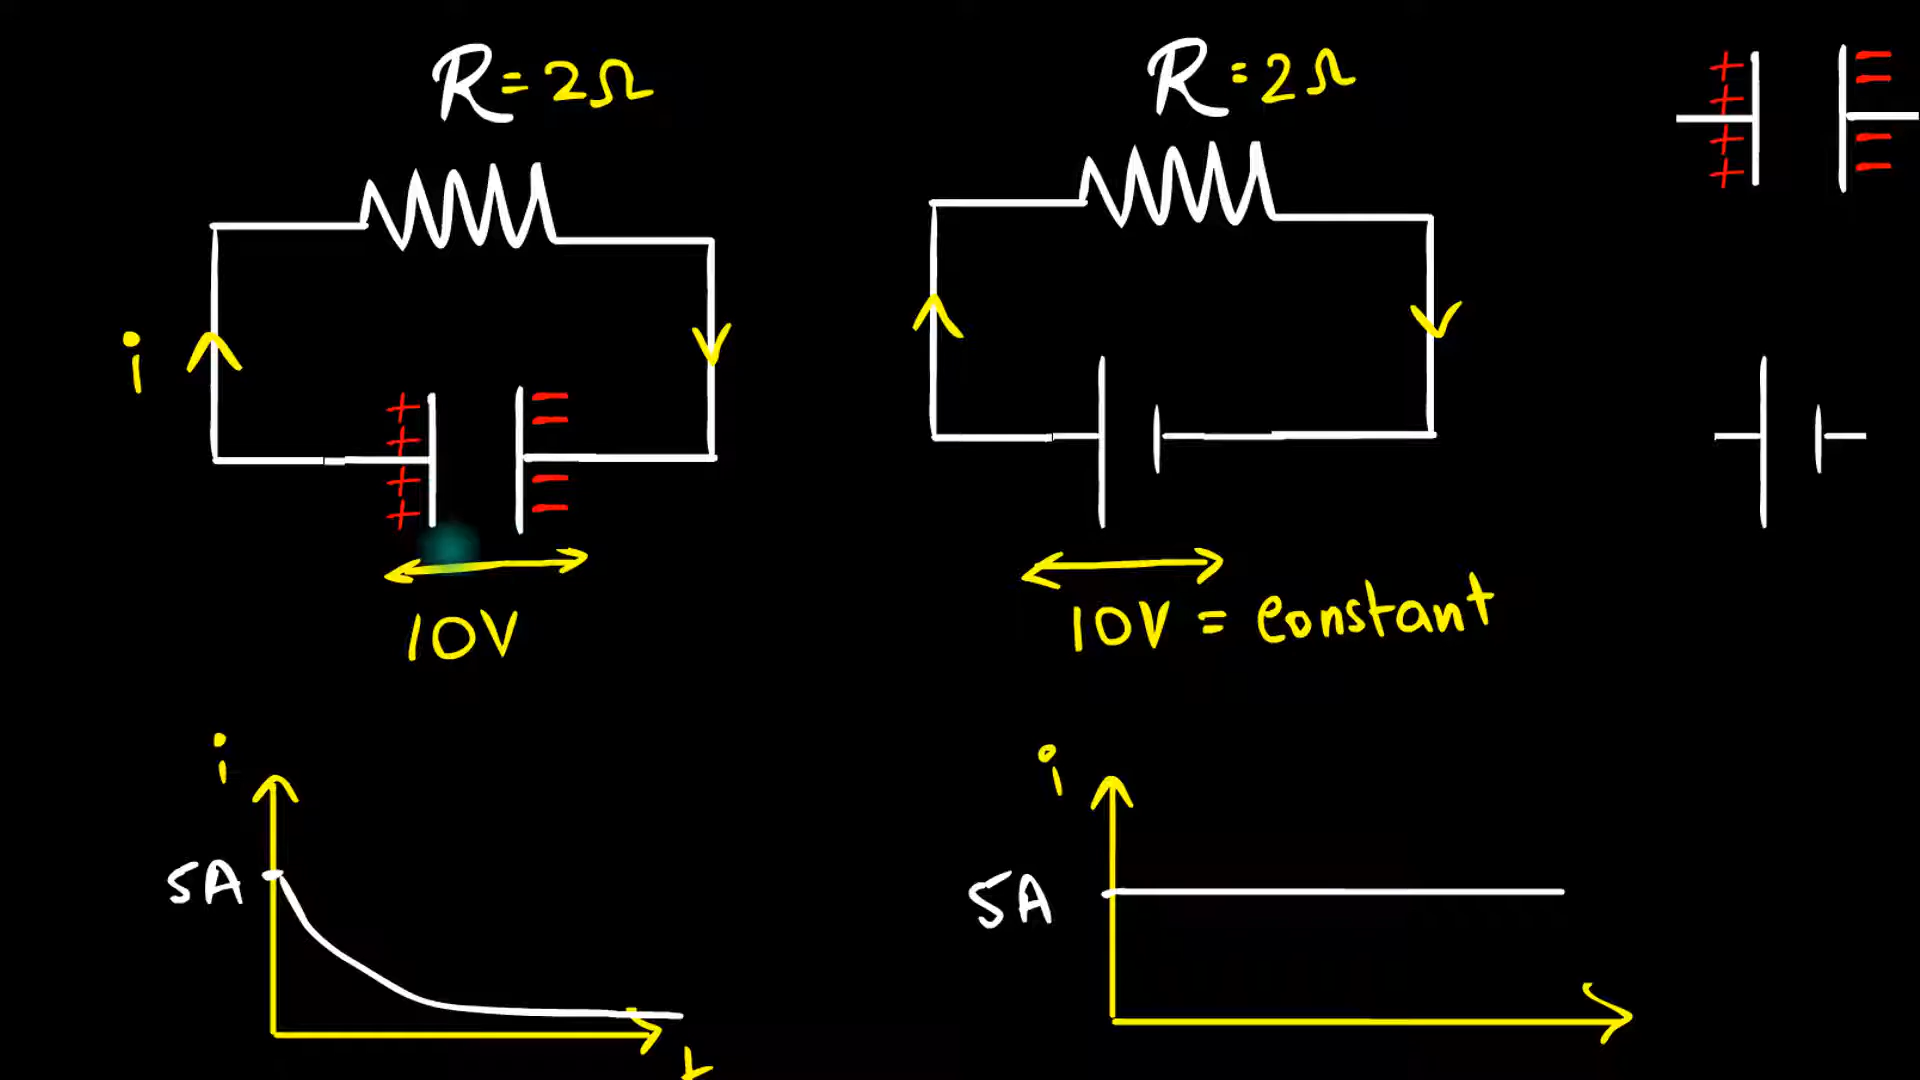 R = 2Ω
R = 2Ω
+ + + +
− − − −
i
+ + + +
− − − −
10V
10V = constant
i
5A
t
i
5A